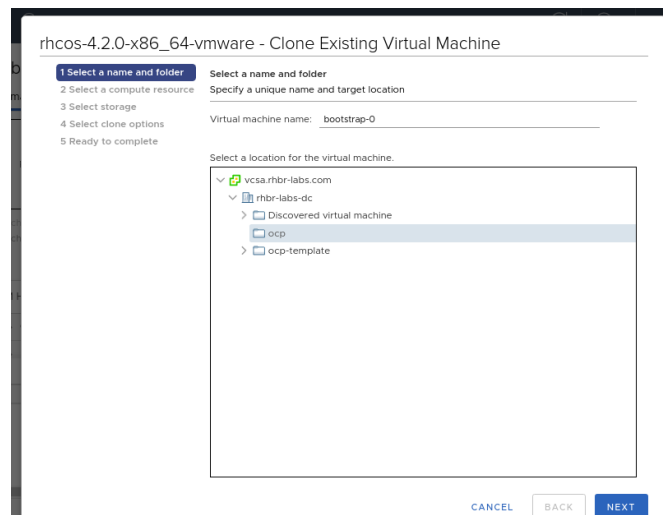 rhcos-4.2.0-x86_64-vmware - Clone Existing Virtual Machine
1 Select a name and folder
2 Select a compute resource
3 Select storage
4 Select clone options
5 Ready to complete
Select a name and folder
Specify a unique name and target location
Virtual machine name: bootstrap-0
Select a location for the virtual machine.
vcsa.rhbr-labs.com
rhbr-labs-dc
Discovered virtual machine
ocp
ocp-template
CANCEL BACK NEXT